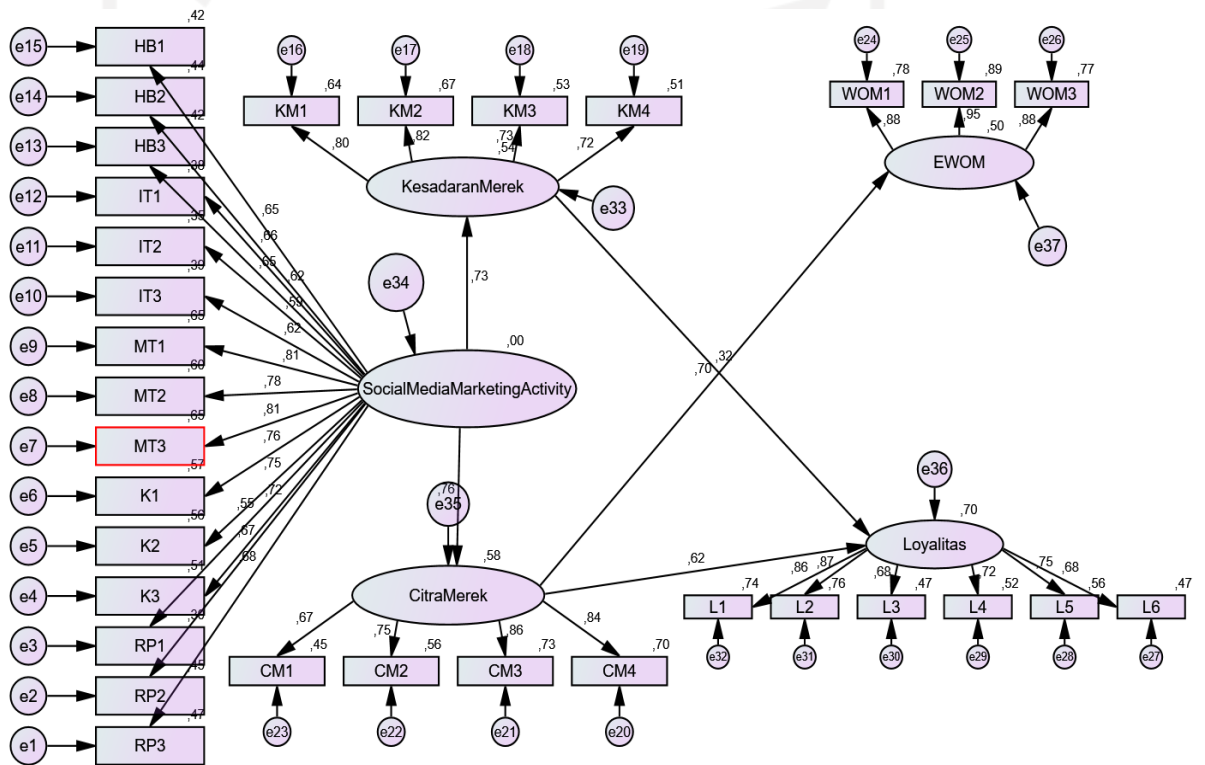 ,42
e15 HB1
,44
e14 HB2
,42
e13 HB3
,38
e12 IT1
,35
e11 IT2
,39
e10 IT3
,65
e9 MT1
,60
e8 MT2
,65
e7 MT3
,57
e6 K1
,56
e5 K2
,51
e4 K3
,30
e3 RP1
,45
e2 RP2
,47
e1 RP3
,65
,66
,65
,62
,59
,62
,81
,78
,81
,76
,75
,72
,55
,67
,68
e16 e17 e18 e19
,64 ,67 ,53 ,51
KM1 KM2 KM3 KM4
,80 ,82 ,73 ,72
,54
KesadaranMerek
e33
e34
,73
,00
SocialMediaMarketingActivity
,76
e35
,58
CitraMerek
,67 ,75 ,86 ,84
,45 ,56 ,73 ,70
CM1 CM2 CM3 CM4
e23 e22 e21 e20
e24 e25 e26
,78 ,89 ,77
WOM1 WOM2 WOM3
,88 ,95 ,88
,50
EWOM
e37
,70 ,32
,62
e36
,70
Loyalitas
,86 ,87 ,68 ,72 ,75 ,68
,74 ,76 ,47 ,52 ,56 ,47
L1 L2 L3 L4 L5 L6
e32 e31 e30 e29 e28 e27